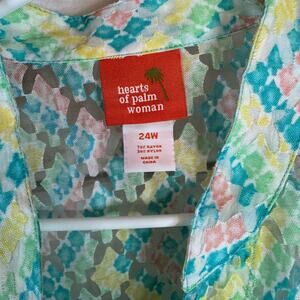 hearts
of palm
woman
24W
MADE IN
CHINA